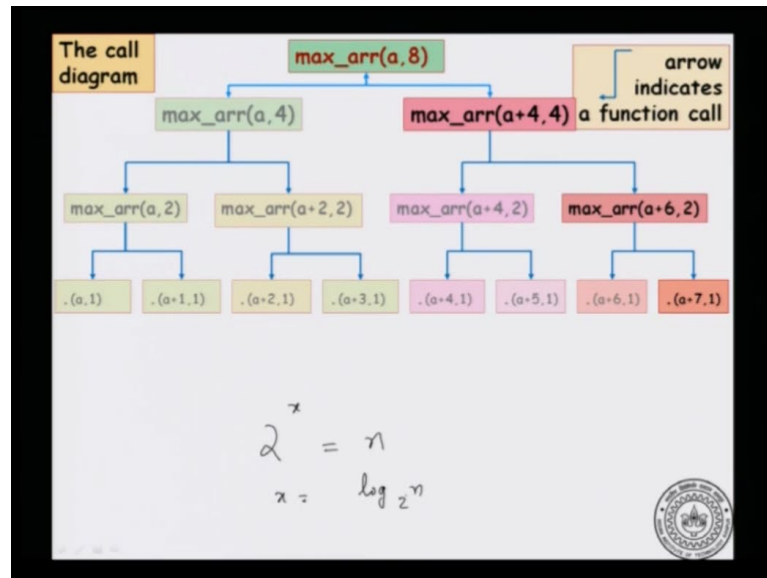 The call
diagram
max_arr(a,8)
arrow
indicates
a function call
max_arr(a,4)
max_arr(a+4,4)
max_arr(a,2)
max_arr(a+2,2)
max_arr(a+4,2)
max_arr(a+6,2)
.(a,1)
.(a+1,1)
.(a+2,1)
.(a+3,1)
.(a+4,1)
.(a+5,1)
.(a+6,1)
.(a+7,1)
2^x = n
x = log₂n